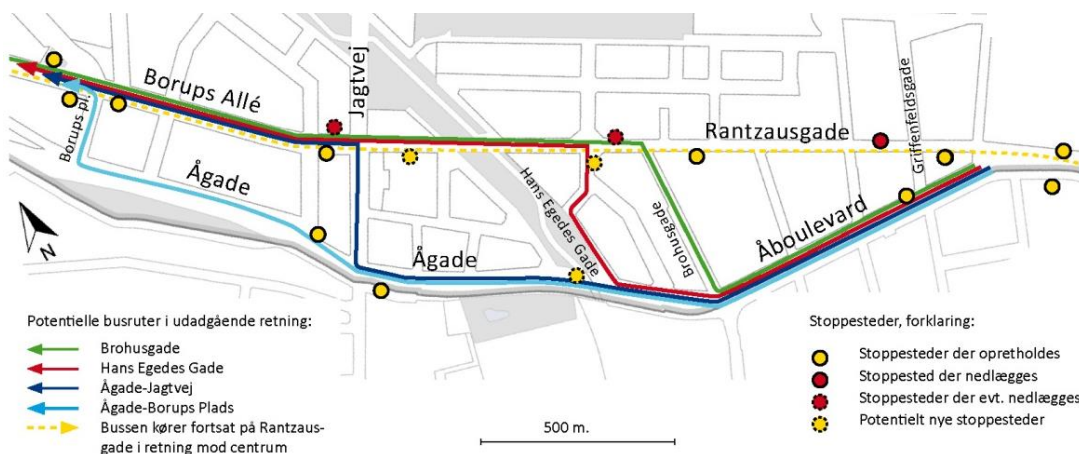 Borups Allé
Jagtvej
Borups pl.
Rantzausgade
Griffenfeldsgade
Ågade
Hans Egedes Gade
Brohusgade
Åboulevard
Ågade
N
Potentielle busruter i udadgående retning:
Brohusgade
Hans Egedes Gade
Ågade-Jagtvej
Ågade-Borups Plads
Bussen kører fortsat på Rantzaus-
gade i retning mod centrum
500 m.
Stoppesteder, forklaring:
Stoppesteder der opretholdes
Stoppested der nedlægges
Stoppesteder der evt. nedlægges
Potentielt nye stoppesteder